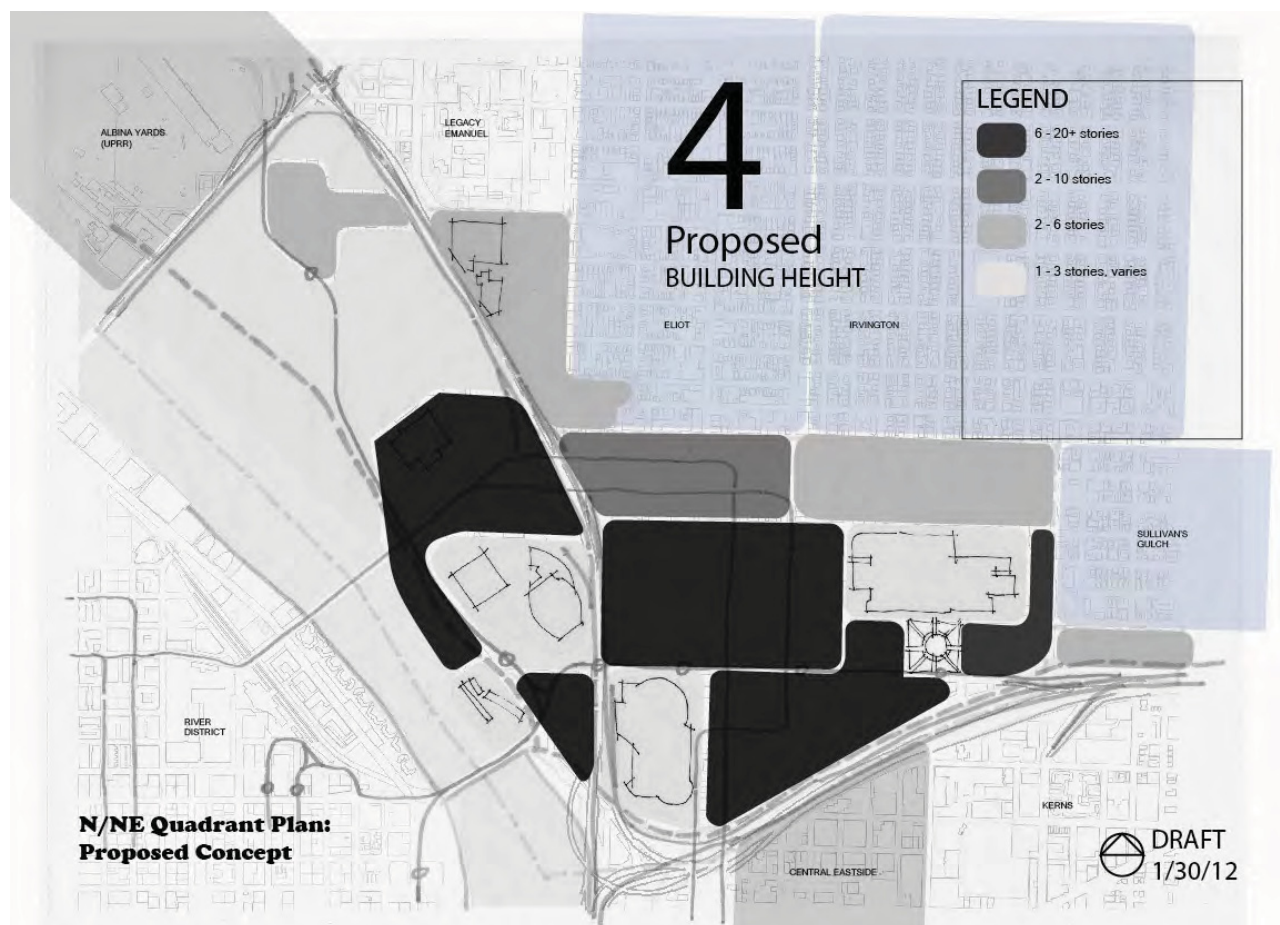 4
Proposed
BUILDING HEIGHT
LEGEND
6 - 20+ stories
2 - 10 stories
2 - 6 stories
1 - 3 stories, varies
ALBINA YARDS
(UPRR)
LEGACY
EMANUEL
ELIOT
IRVINGTON
SULLIVAN'S
GULCH
RIVER
DISTRICT
KERNS
CENTRAL EASTSIDE
N/NE Quadrant Plan:
Proposed Concept
DRAFT
1/30/12